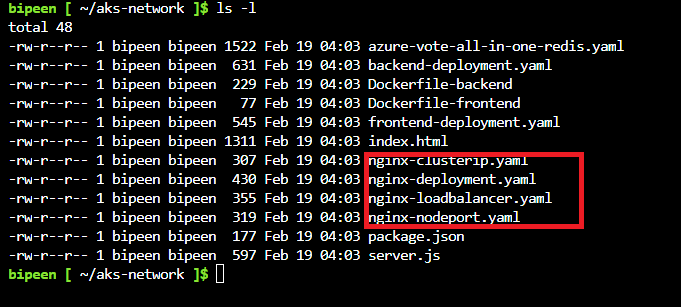 bipeen [ ~/aks-network ]$ ls -l
total 48
-rw-r--r-- 1 bipeen bipeen 1522 Feb 19 04:03 azure-vote-all-in-one-redis.yaml
-rw-r--r-- 1 bipeen bipeen  631 Feb 19 04:03 backend-deployment.yaml
-rw-r--r-- 1 bipeen bipeen  229 Feb 19 04:03 Dockerfile-backend
-rw-r--r-- 1 bipeen bipeen   77 Feb 19 04:03 Dockerfile-frontend
-rw-r--r-- 1 bipeen bipeen  545 Feb 19 04:03 frontend-deployment.yaml
-rw-r--r-- 1 bipeen bipeen 1311 Feb 19 04:03 index.html
-rw-r--r-- 1 bipeen bipeen  307 Feb 19 04:03 nginx-clusterip.yaml
-rw-r--r-- 1 bipeen bipeen  430 Feb 19 04:03 nginx-deployment.yaml
-rw-r--r-- 1 bipeen bipeen  355 Feb 19 04:03 nginx-loadbalancer.yaml
-rw-r--r-- 1 bipeen bipeen  319 Feb 19 04:03 nginx-nodeport.yaml
-rw-r--r-- 1 bipeen bipeen  177 Feb 19 04:03 package.json
-rw-r--r-- 1 bipeen bipeen  597 Feb 19 04:03 server.js
bipeen [ ~/aks-network ]$